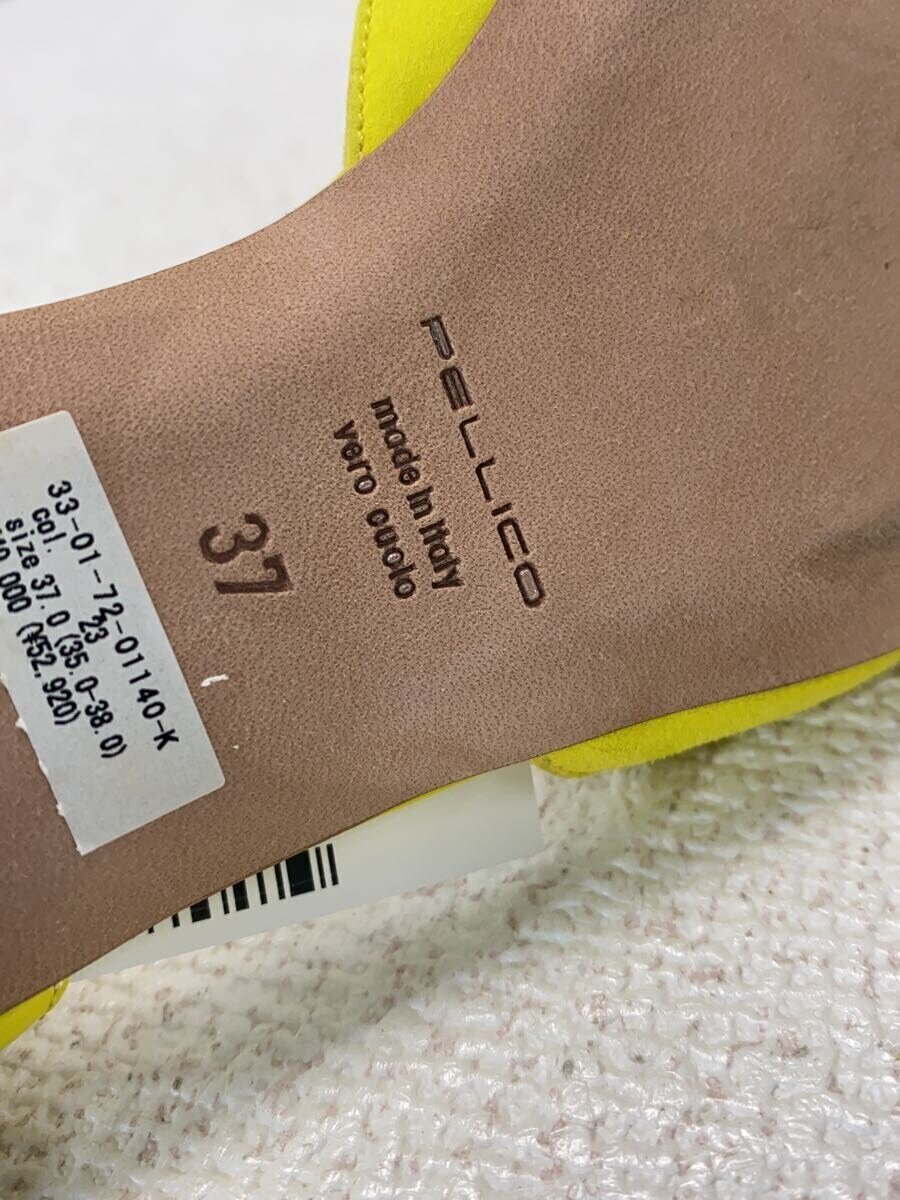 PELLICO
made in Italy
vero cuoio
37
33-01-72-01140-K
col. 23
size 37.0 (35.0-38.0)
000 (¥52,920)